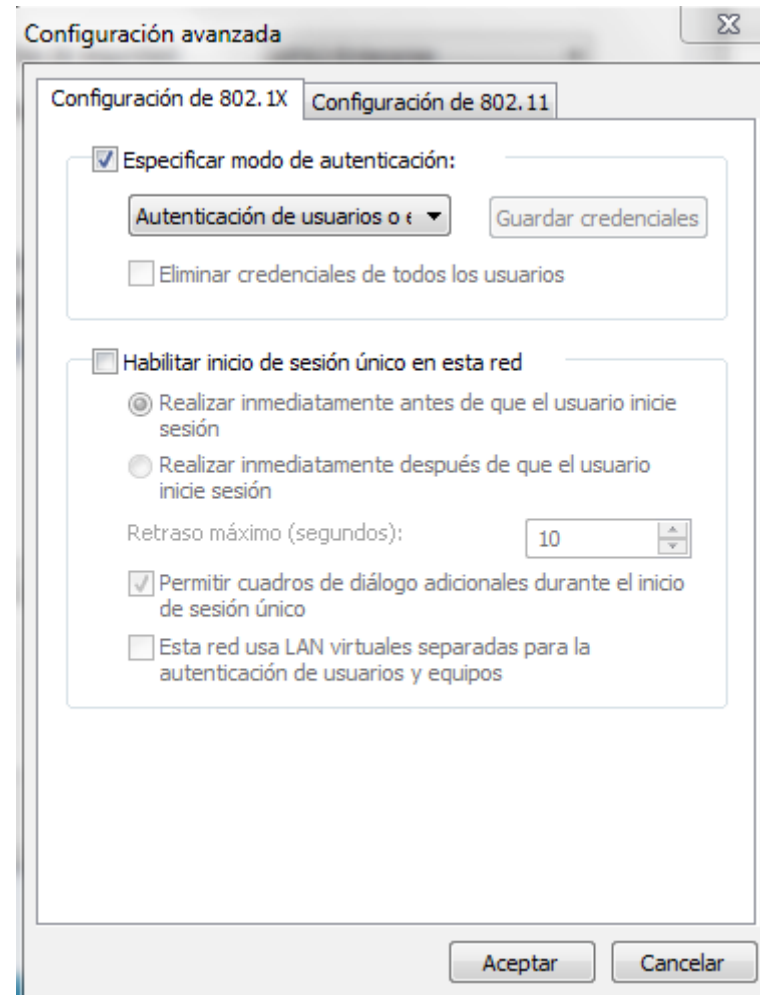 Configuración avanzada
Configuración de 802.1X
Configuración de 802.11
Especificar modo de autenticación:
Autenticación de usuarios o e
Guardar credenciales
Eliminar credenciales de todos los usuarios
Habilitar inicio de sesión único en esta red
Realizar inmediatamente antes de que el usuario inicie
sesión
Realizar inmediatamente después de que el usuario
inicie sesión
Retraso máximo (segundos):
10
Permitir cuadros de diálogo adicionales durante el inicio
de sesión único
Esta red usa LAN virtuales separadas para la
autenticación de usuarios y equipos
Aceptar
Cancelar